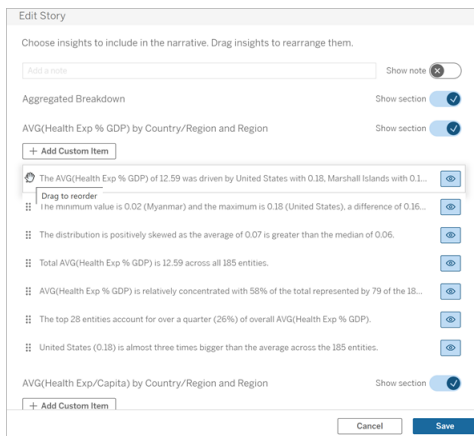 Edit Story
Choose insights to include in the narrative. Drag insights to rearrange them.
Add a note
Show note
Aggregated Breakdown
Show section
AVG(Health Exp % GDP) by Country/Region and Region
Show section
+ Add Custom Item
The AVG(Health Exp % GDP) of 12.59 was driven by United States with 0.18, Marshall Islands with 0.1...
Drag to reorder
The minimum value is 0.02 (Myanmar) and the maximum is 0.18 (United States), a difference of 0.16...
The distribution is positively skewed as the average of 0.07 is greater than the median of 0.06.
Total AVG(Health Exp % GDP) is 12.59 across all 185 entities.
AVG(Health Exp % GDP) is relatively concentrated with 58% of the total represented by 79 of the 18...
The top 28 entities account for over a quarter (26%) of overall AVG(Health Exp % GDP).
United States (0.18) is almost three times bigger than the average across the 185 entities.
AVG(Health Exp/Capita) by Country/Region and Region
Show section
+ Add Custom Item
Cancel
Save